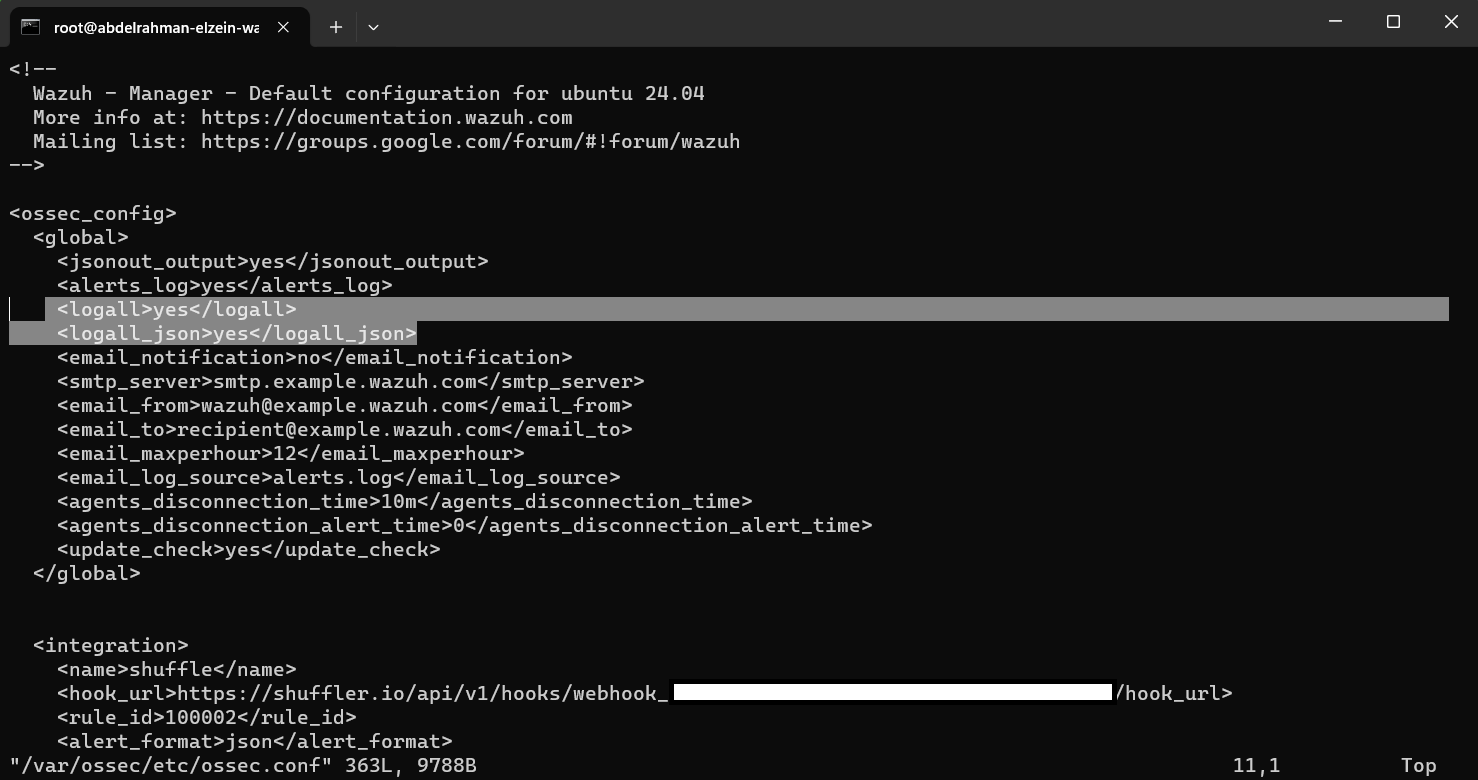 root@abdelrahman-elzein-wa
<!--
  Wazuh - Manager - Default configuration for ubuntu 24.04
  More info at: https://documentation.wazuh.com
  Mailing list: https://groups.google.com/forum/#!forum/wazuh
-->
<ossec_config>
  <global>
    <jsonout_output>yes</jsonout_output>
    <alerts_log>yes</alerts_log>
    <logall>yes</logall>
    <logall_json>yes</logall_json>
    <email_notification>no</email_notification>
    <smtp_server>smtp.example.wazuh.com</smtp_server>
    <email_from>wazuh@example.wazuh.com</email_from>
    <email_to>recipient@example.wazuh.com</email_to>
    <email_maxperhour>12</email_maxperhour>
    <email_log_source>alerts.log</email_log_source>
    <agents_disconnection_time>10m</agents_disconnection_time>
    <agents_disconnection_alert_time>0</agents_disconnection_alert_time>
    <update_check>yes</update_check>
  </global>
  <integration>
    <name>shuffle</name>
    <hook_url>https://shuffler.io/api/v1/hooks/webhook_ /hook_url>
    <rule_id>100002</rule_id>
    <alert_format>json</alert_format>
"/var/ossec/etc/ossec.conf" 363L, 9788B 11,1 Top